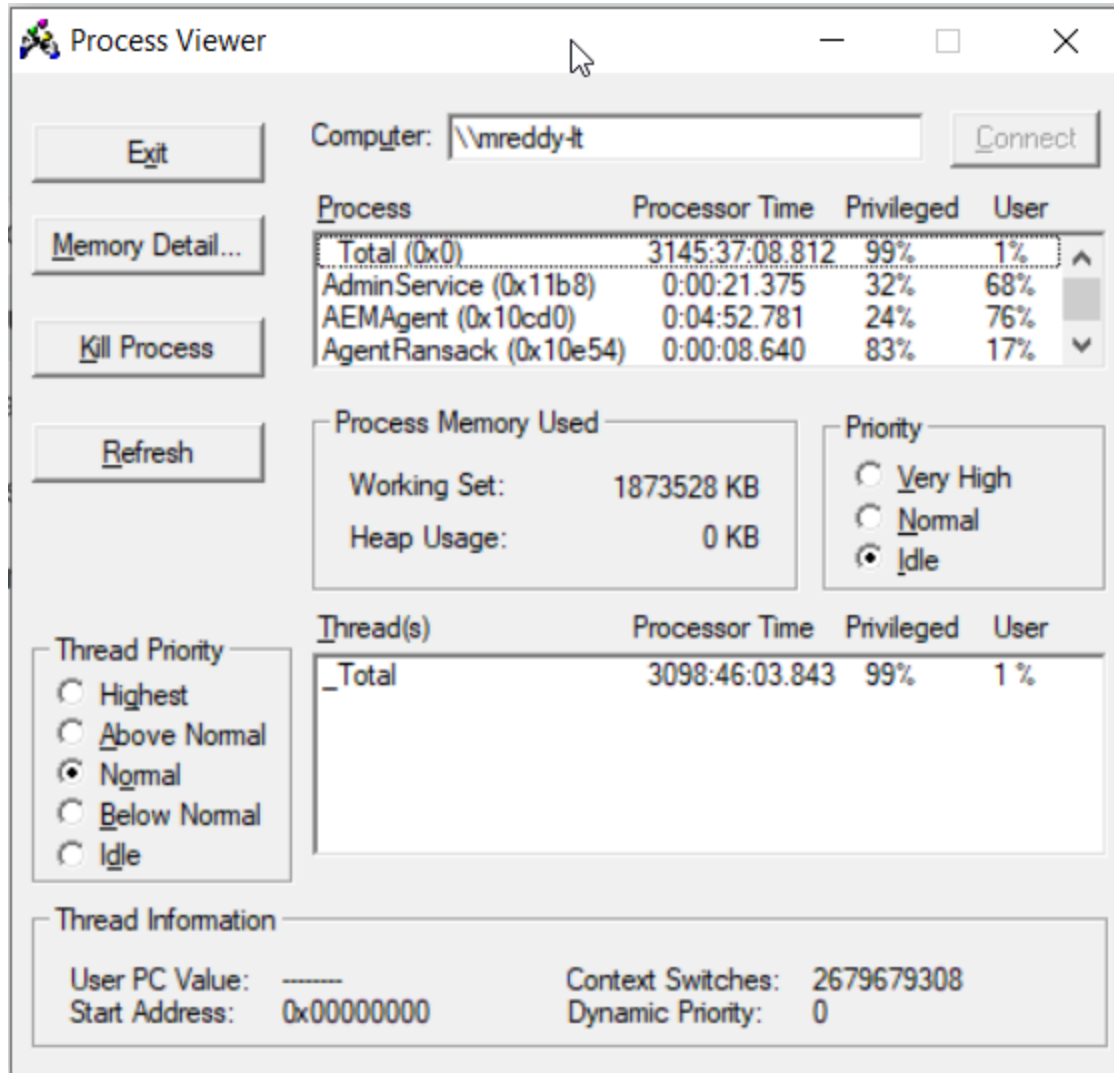 Process Viewer
Exit
Computer: \\mreddy-lt Connect
Memory Detail...
Process Processor Time Privileged User
_Total (0x0) 3145:37:08.812 99% 1%
AdminService (0x11b8) 0:00:21.375 32% 68%
AEMAgent (0x10cd0) 0:04:52.781 24% 76%
AgentRansack (0x10e54) 0:00:08.640 83% 17%
Kill Process
Refresh
Process Memory Used
Working Set: 1873528 KB
Heap Usage: 0 KB
Priority
Very High
Normal
Idle
Thread Priority
Highest
Above Normal
Normal
Below Normal
Idle
Thread(s) Processor Time Privileged User
_Total 3098:46:03.843 99% 1 %
Thread Information
User PC Value: -------- Context Switches: 2679679308
Start Address: 0x00000000 Dynamic Priority: 0